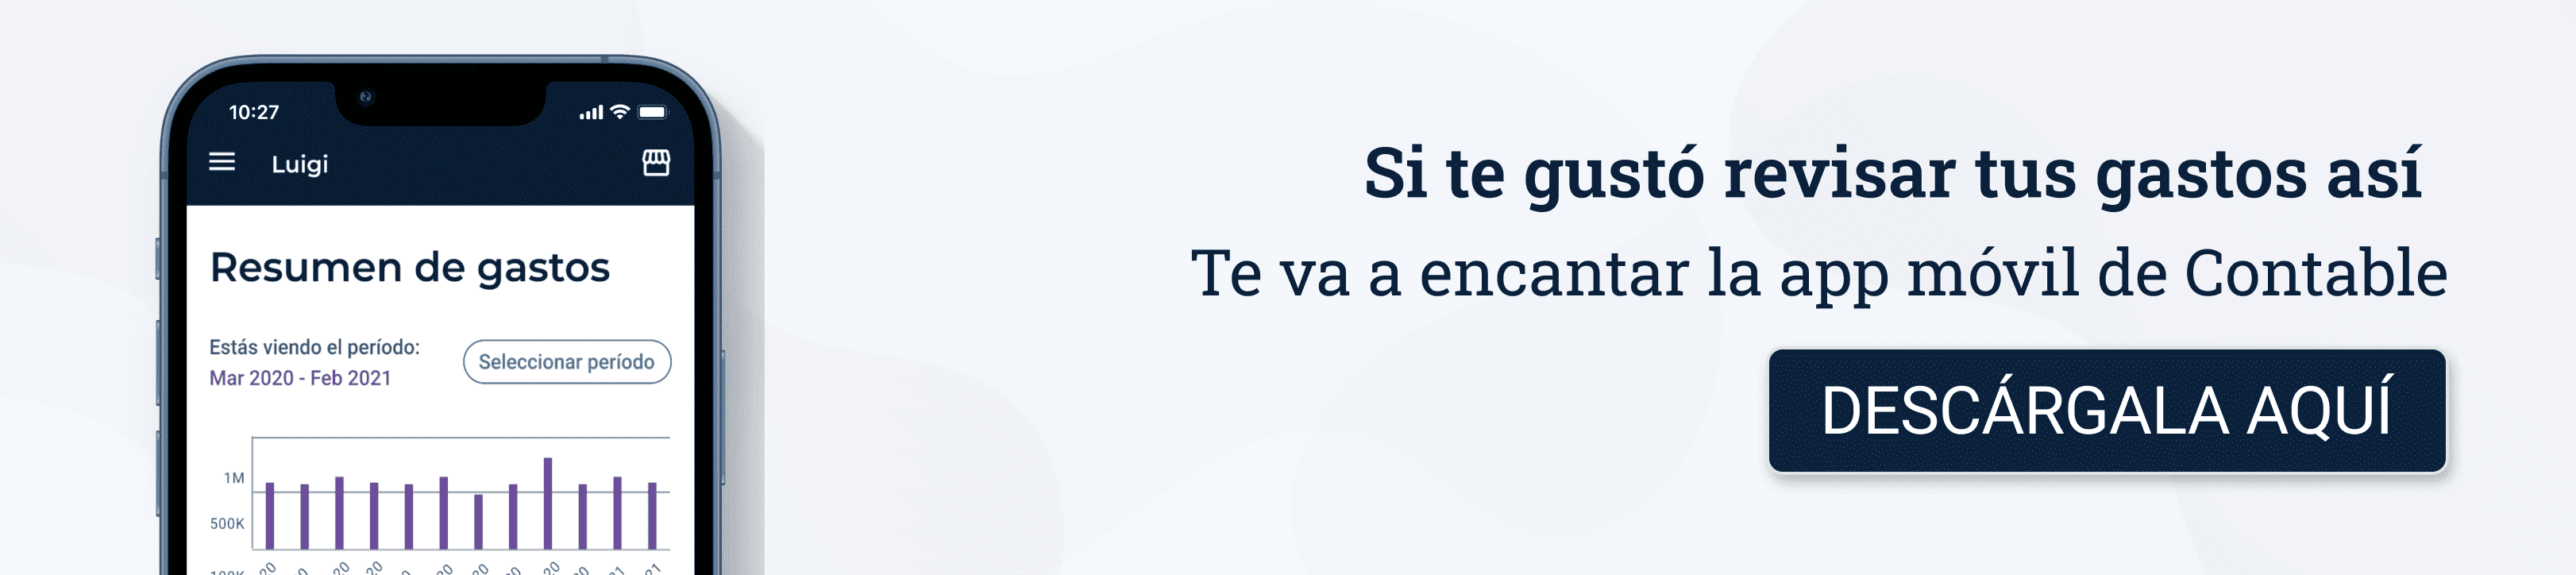 10:27
Luigi
Resumen de gastos
Estás viendo el período:
Mar 2020 - Feb 2021
Seleccionar período
1M
500K
Si te gustó revisar tus gastos así
Te va a encantar la app móvil de Contable
DESCÁRGALA AQUÍ